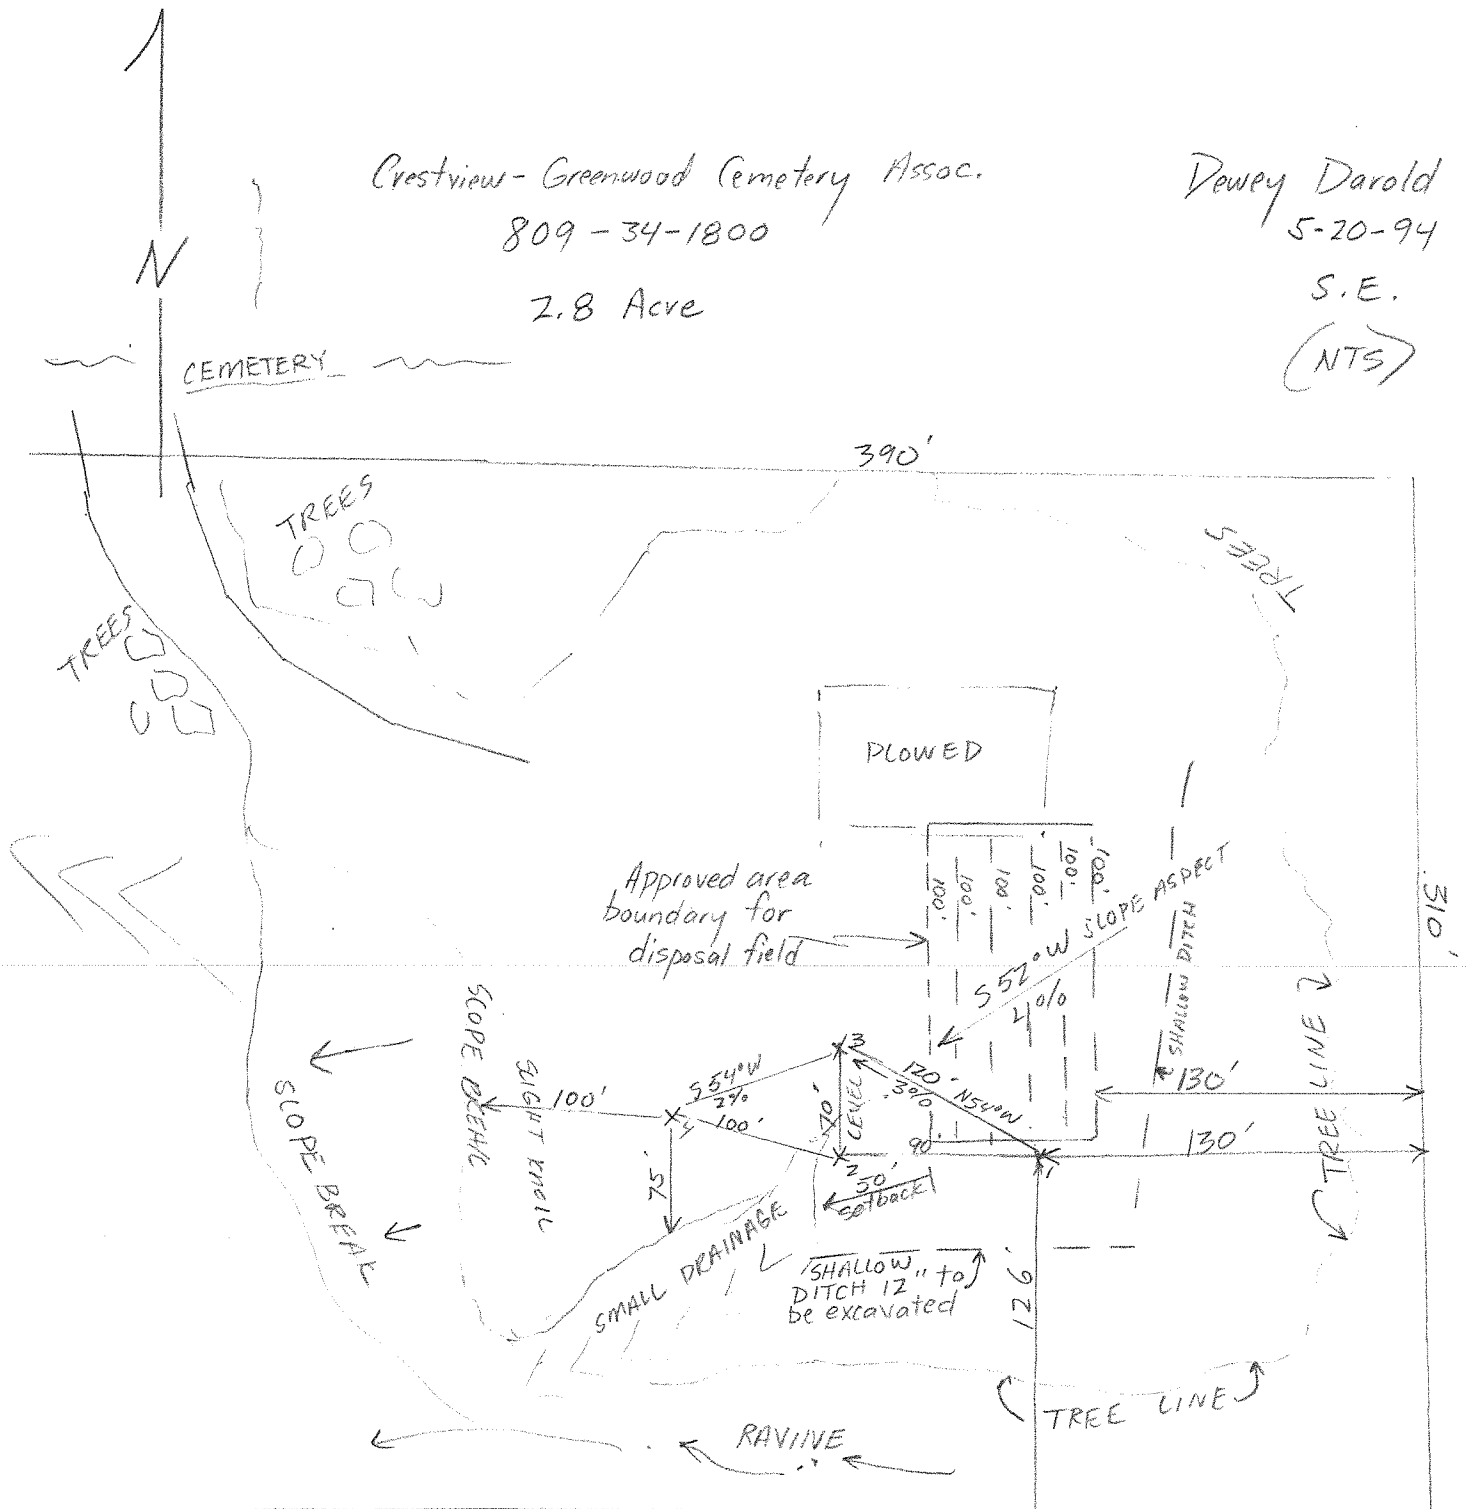 Crestview - Greenwood Cemetery Assoc.
809-34-1800
2.8 Acre
Dewey Darold
5-20-94
S.E.
(NTS)
N
CEMETERY
390'
TREES
TREES
TREES
PLOWED
310'
Approved area
boundary for
disposal field
100'
100'
100'
100'
100'
100'
S 52° W SLOPE ASPECT
4%
SHALLOW DITCH
TREE LINE
130'
130'
SLOPE BREAK
SLOPE BREAK
SLIGHT KNOLL
100'
S 54° W
2%
100'
4
3
2
70'
LEVEL
120' N54°W
3%
90'
50'
setback
75'
SMALL DRAINAGE
SHALLOW
DITCH 12" to
be excavated
126'
TREE LINE
TREE LINE
RAVINE